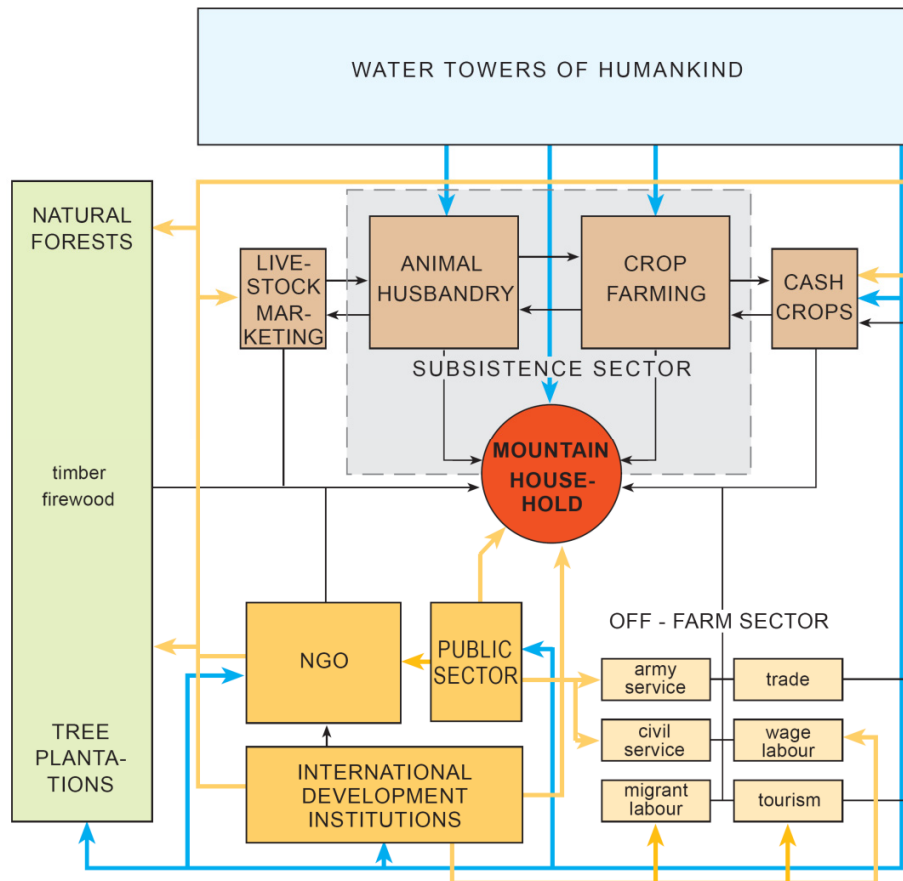 WATER TOWERS OF HUMANKIND
NATURAL
FORESTS
LIVE-
STOCK
MAR-
KETING
ANIMAL
HUSBANDRY
CROP
FARMING
CASH
CROPS
SUBSISTENCE SECTOR
MOUNTAIN
HOUSE-
HOLD
timber
firewood
NGO
PUBLIC
SECTOR
OFF - FARM SECTOR
army
service
trade
civil
service
wage
labour
migrant
labour
tourism
TREE
PLANTA-
TIONS
INTERNATIONAL
DEVELOPMENT
INSTITUTIONS